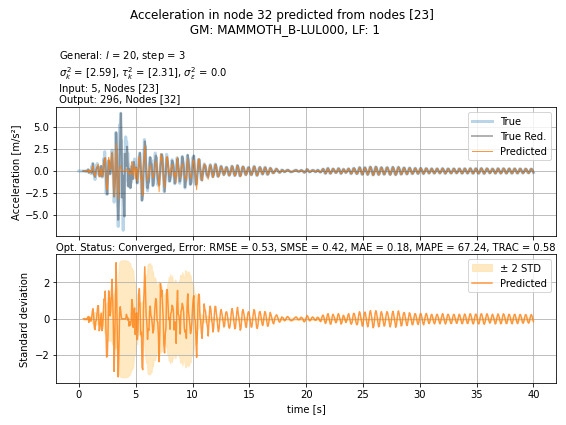 Acceleration in node 32 predicted from nodes [23]
GM: MAMMOTH_B-LUL000, LF: 1
General: l = 20, step = 3
σ²ₖ = [2.59], τ²ₖ = [2.31], σ²ε = 0.0
Input: 5, Nodes [23]
Output: 296, Nodes [32]
Acceleration [m/s²]
5.0
2.5
0.0
−2.5
−5.0
True
True Red.
Predicted
Opt. Status: Converged, Error: RMSE = 0.53, SMSE = 0.42, MAE = 0.18, MAPE = 67.24, TRAC = 0.58
Standard deviation
2
0
−2
± 2 STD
Predicted
0 5 10 15 20 25 30 35 40
time [s]